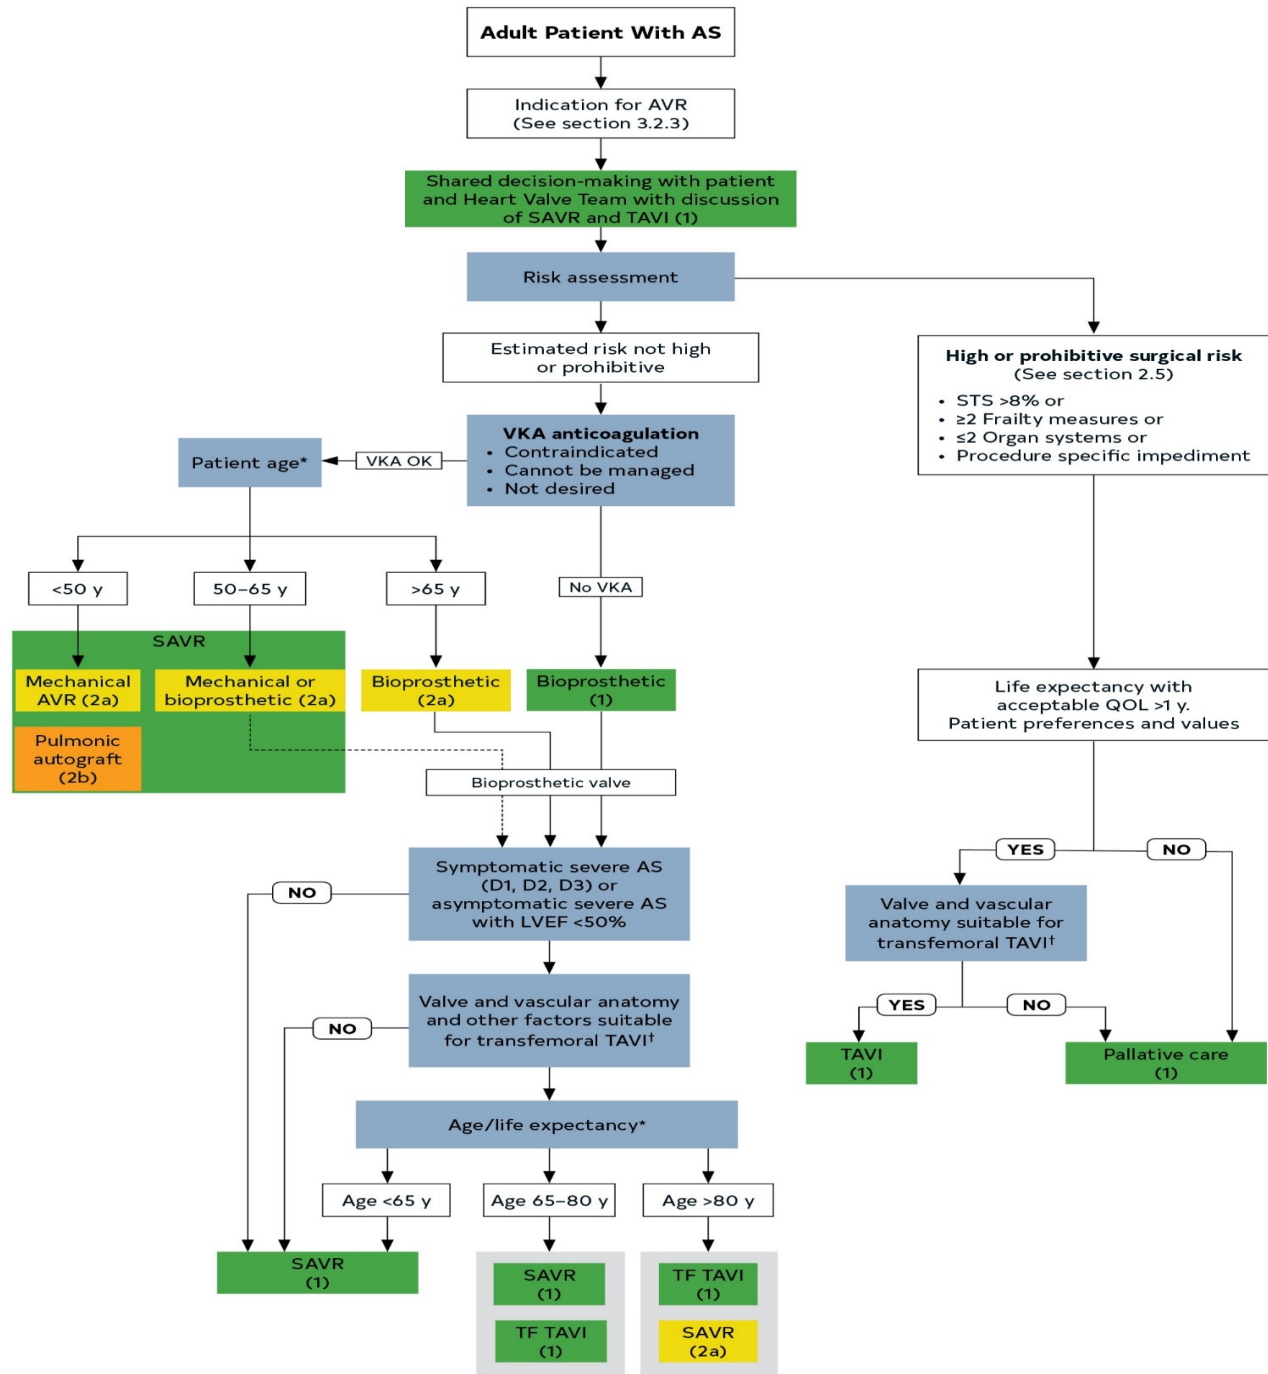 Adult Patient With AS
Indication for AVR
(See section 3.2.3)
Shared decision-making with patient
and Heart Valve Team with discussion
of SAVR and TAVI (1)
Risk assessment
Estimated risk not high
or prohibitive
High or prohibitive surgical risk
(See section 2.5)
• STS >8% or
• ≥2 Frailty measures or
• ≤2 Organ systems or
• Procedure specific impediment
VKA anticoagulation
• Contraindicated
• Cannot be managed
• Not desired
VKA OK
Patient age*
<50 y
50–65 y
>65 y
No VKA
SAVR
Mechanical
AVR (2a)
Mechanical or
bioprosthetic (2a)
Bioprosthetic
(2a)
Bioprosthetic
(1)
Pulmonic
autograft
(2b)
Bioprosthetic valve
Life expectancy with
acceptable QOL >1 y.
Patient preferences and values
YES
NO
Symptomatic severe AS
(D1, D2, D3) or
asymptomatic severe AS
with LVEF <50%
NO
Valve and vascular
anatomy suitable for
transfemoral TAVI†
YES
NO
Valve and vascular anatomy
and other factors suitable
for transfemoral TAVI†
NO
TAVI
(1)
Pallative care
(1)
Age/life expectancy*
Age <65 y
Age 65–80 y
Age >80 y
SAVR
(1)
SAVR
(1)
TF TAVI
(1)
TF TAVI
(1)
SAVR
(2a)